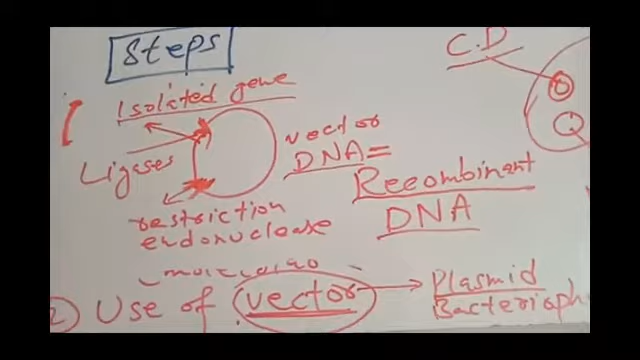 Steps
C.D
Isolated gene
Ligases
vector
DNA=
Q
Recombinant
DNA
restriction
endonuclease
2) Use of vector → Plasmid
Bacterioph